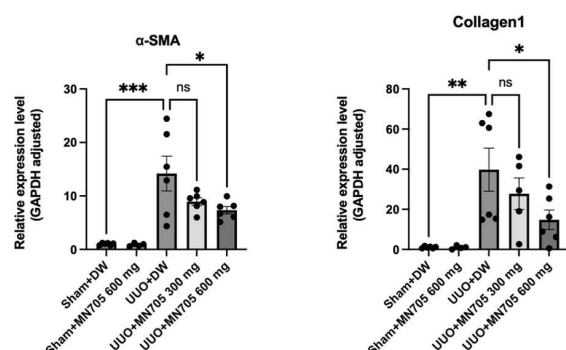 α-SMA
Relative expression level
(GAPDH adjusted)
30
20
10
0
***
ns
*
Sham+DW
Sham+MN705 600 mg
UUO+DW
UUO+MN705 300 mg
UUO+MN705 600 mg
Collagen1
Relative expression level
(GAPDH adjusted)
80
60
40
20
0
**
ns
*
Sham+DW
Sham+MN705 600 mg
UUO+DW
UUO+MN705 300 mg
UUO+MN705 600 mg